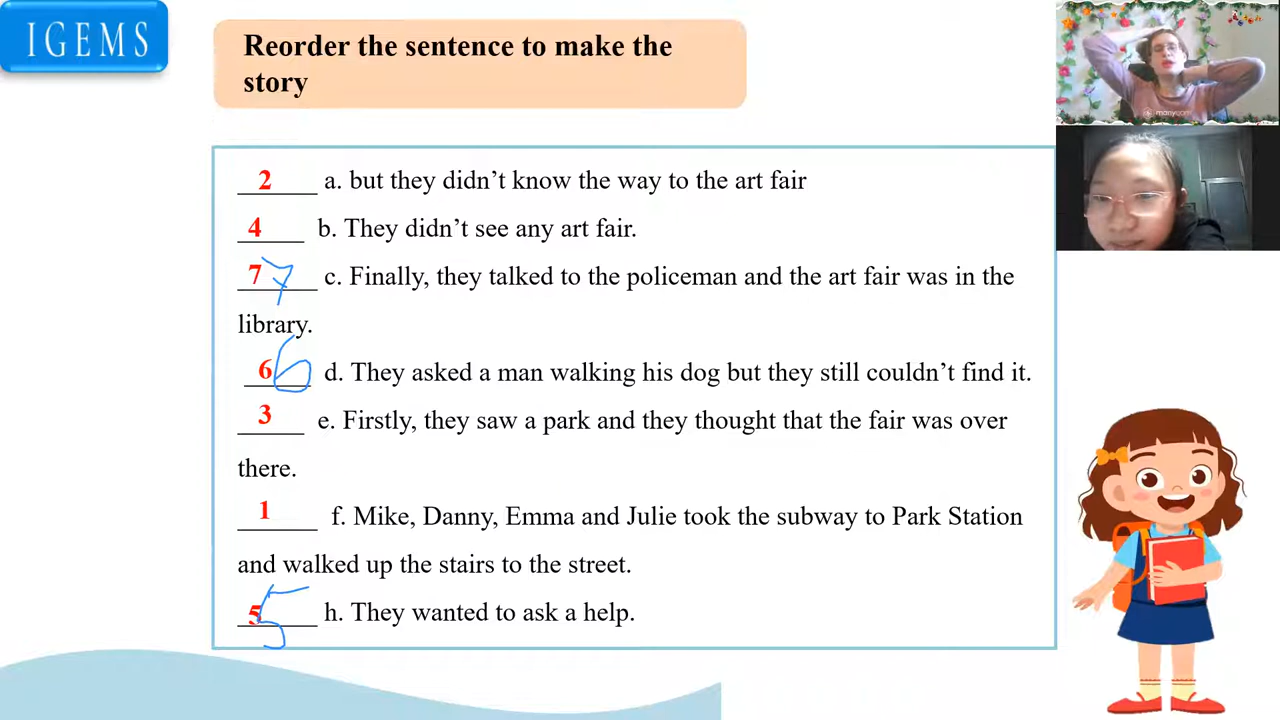 IGEMS
Reorder the sentence to make the
story
2 a. but they didn’t know the way to the art fair
4 b. They didn’t see any art fair.
7 7 c. Finally, they talked to the policeman and the art fair was in the
library.
6 6 d. They asked a man walking his dog but they still couldn’t find it.
3 e. Firstly, they saw a park and they thought that the fair was over
there.
1 f. Mike, Danny, Emma and Julie took the subway to Park Station
and walked up the stairs to the street.
5 5 h. They wanted to ask a help.